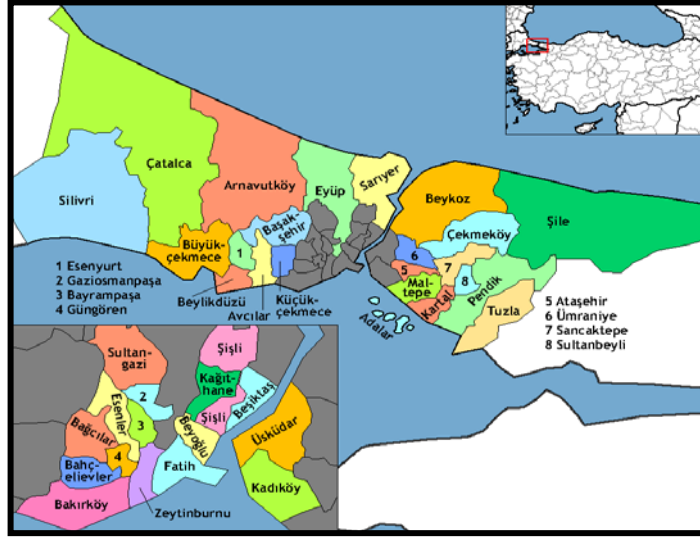 Çatalca
Silivri
Arnavutköy
Eyüp
Sarıyer
Beykoz
Şile
Başak-
şehir
Çekmeköy
Büyük-
çekmece
1
6
5
7
8
Mal-
tepe
Kartal
Pendik
Tuzla
Beylikdüzü
Avcılar
Küçük-
çekmece
Adalar
1 Esenyurt
2 Gaziosmanpaşa
3 Bayrampaşa
4 Güngören
5 Ataşehir
6 Ümraniye
7 Sancaktepe
8 Sultanbeyli
Sultan-
gazi
Şişli
Kağıt-
hane
Beşiktaş
Şişli
2
Esenler
3
Beyoğlu
Bağcılar
4
Üsküdar
Bahç-
elievler
Fatih
Kadıköy
Bakırköy
Zeytinburnu